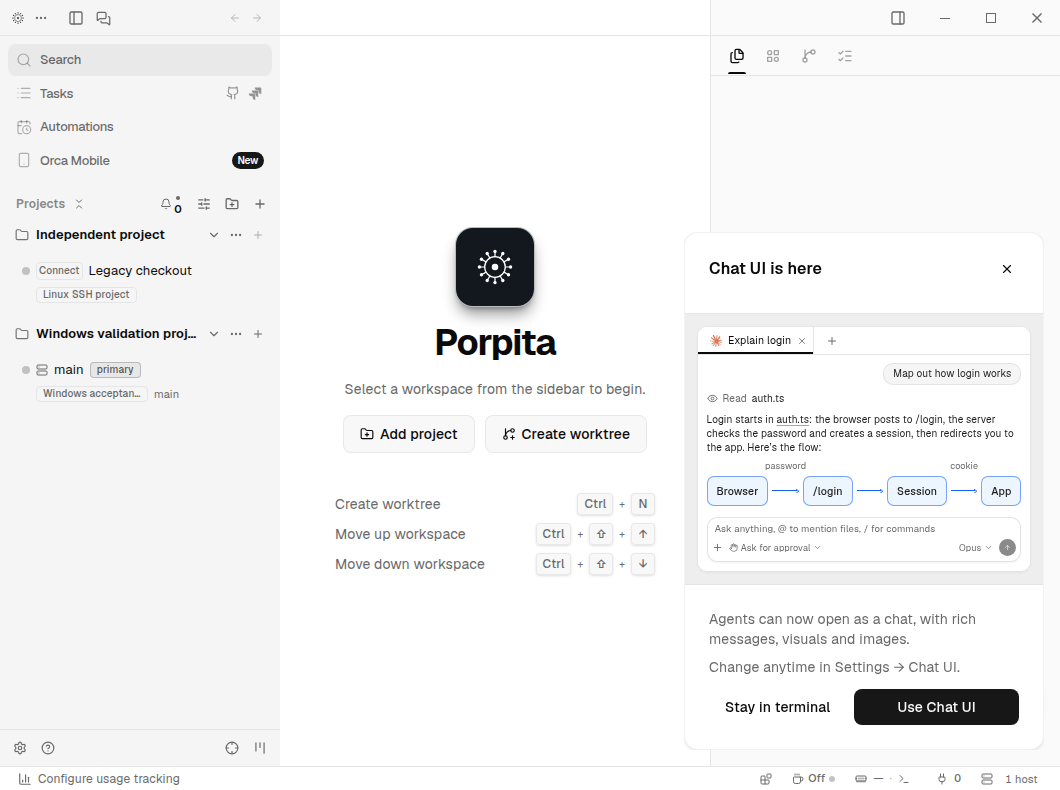 Search
Tasks
Automations
Orca Mobile
New
Projects
0
Independent project
Connect Legacy checkout
Linux SSH project
Windows validation proj...
main primary
Windows acceptan... main
Configure usage tracking
Porpita
Select a workspace from the sidebar to begin.
Add project
Create worktree
Create worktree Ctrl + N
Move up workspace Ctrl + ⇧ + ↑
Move down workspace Ctrl + ⇧ + ↓
Chat UI is here
Explain login
Map out how login works
Read auth.ts
Login starts in auth.ts: the browser posts to /login, the server
checks the password and creates a session, then redirects you to
the app. Here's the flow:
password cookie
Browser /login Session App
Ask anything, @ to mention files, / for commands
Ask for approval Opus
Agents can now open as a chat, with rich
messages, visuals and images.
Change anytime in Settings → Chat UI.
Stay in terminal
Use Chat UI
Off
0
1 host